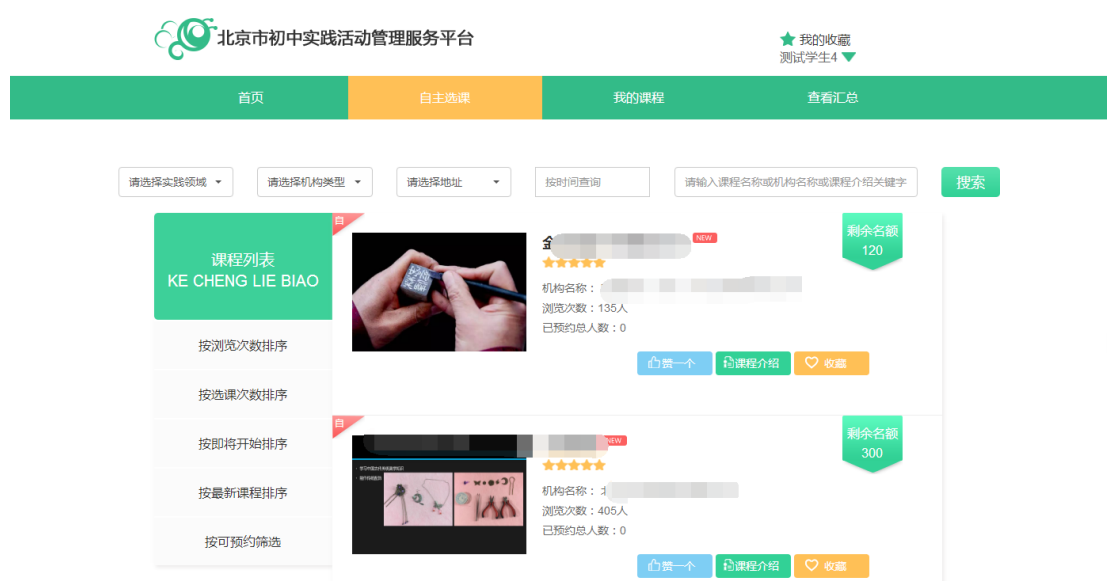 北京市初中实践活动管理服务平台
我的收藏
测试学生4
首页 自主选课 我的课程 查看汇总
请选择实践领域 请选择机构类型 请选择地址 按时间查询 请输入课程名称或机构名称或课程介绍关键字 搜索
课程列表
KE CHENG LIE BIAO
按浏览次数排序
按选课次数排序
按即将开始排序
按最新课程排序
按可预约筛选
自
金
NEW
剩余名额
120
机构名称：
浏览次数：135人
已预约总人数：0
赞一个 课程介绍 收藏
自
NEW
剩余名额
300
机构名称：
浏览次数：405人
已预约总人数：0
赞一个 课程介绍 收藏